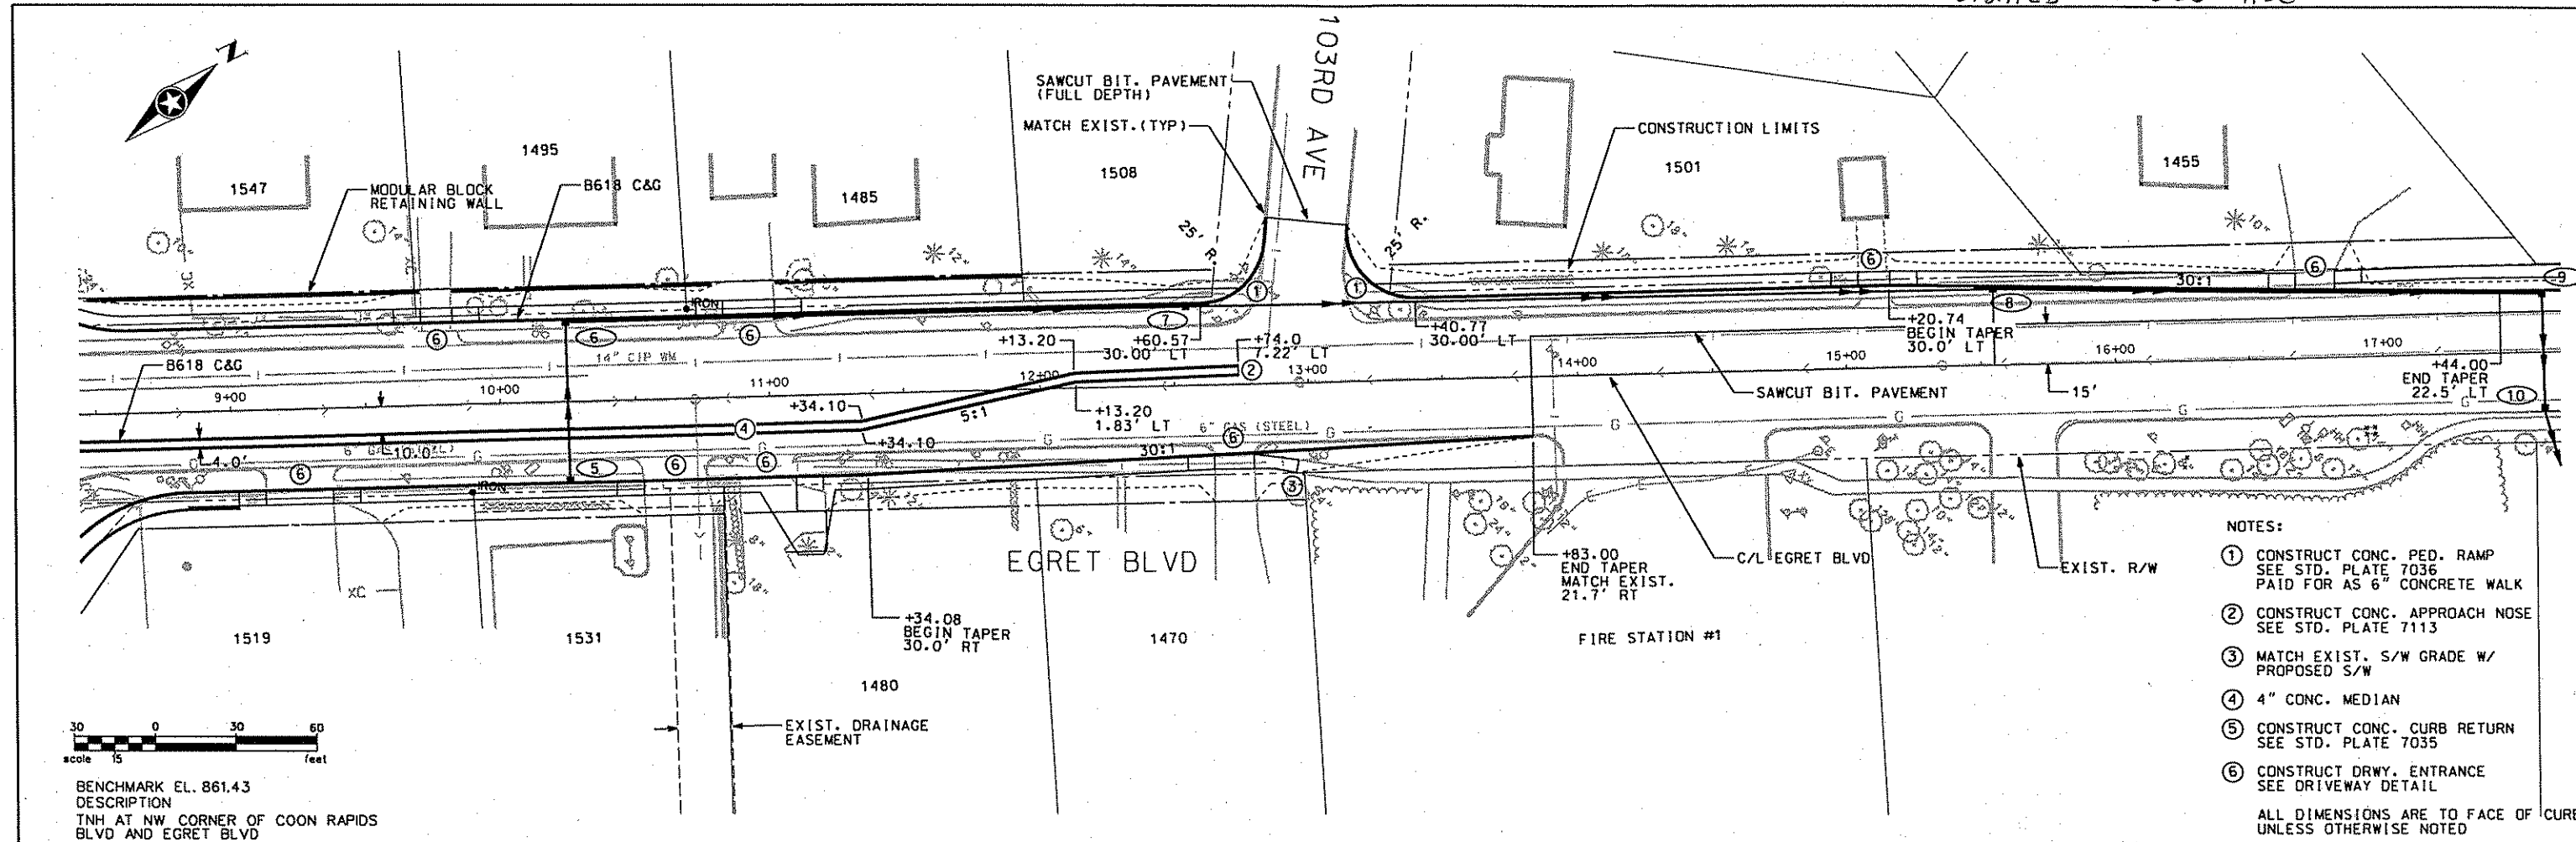 N
103RD AVE
SAWCUT BIT. PAVEMENT
(FULL DEPTH)
MATCH EXIST.(TYP)
CONSTRUCTION LIMITS
1547
1495
1485
1508
1501
1455
MODULAR BLOCK
RETAINING WALL
B618 C&G
25' R.
25' R.
IRON
30:1
14" CIP WM
+13.20
+60.57
30.00' LT
+74.0
7.22' LT
+40.77
30.00' LT
+20.74
BEGIN TAPER
30.0' LT
+44.00
END TAPER
22.5' LT
B618 C&G
9+00
10+00
11+00
12+00
13+00
14+00
15+00
16+00
17+00
SAWCUT BIT. PAVEMENT
15'
+34.10
5:1
+13.20
1.83' LT
+34.10
4.0'
10.0'
6" GAS (STEEL)
30:1
IRON
XC
EGRET BLVD
+34.08
BEGIN TAPER
30.0' RT
+83.00
END TAPER
MATCH EXIST.
21.7' RT
C/L EGRET BLVD
EXIST. R/W
1519
1531
1480
1470
FIRE STATION #1
EXIST. DRAINAGE
EASEMENT
30 0 30 60
scale 15 feet
BENCHMARK EL. 861.43
DESCRIPTION
TNH AT NW CORNER OF COON RAPIDS
BLVD AND EGRET BLVD
NOTES:
① CONSTRUCT CONC. PED. RAMP
SEE STD. PLATE 7036
PAID FOR AS 6" CONCRETE WALK
② CONSTRUCT CONC. APPROACH NOSE
SEE STD. PLATE 7113
③ MATCH EXIST. S/W GRADE W/
PROPOSED S/W
④ 4" CONC. MEDIAN
⑤ CONSTRUCT CONC. CURB RETURN
SEE STD. PLATE 7035
⑥ CONSTRUCT DRWY. ENTRANCE
SEE DRIVEWAY DETAIL
ALL DIMENSIONS ARE TO FACE OF CURB
UNLESS OTHERWISE NOTED